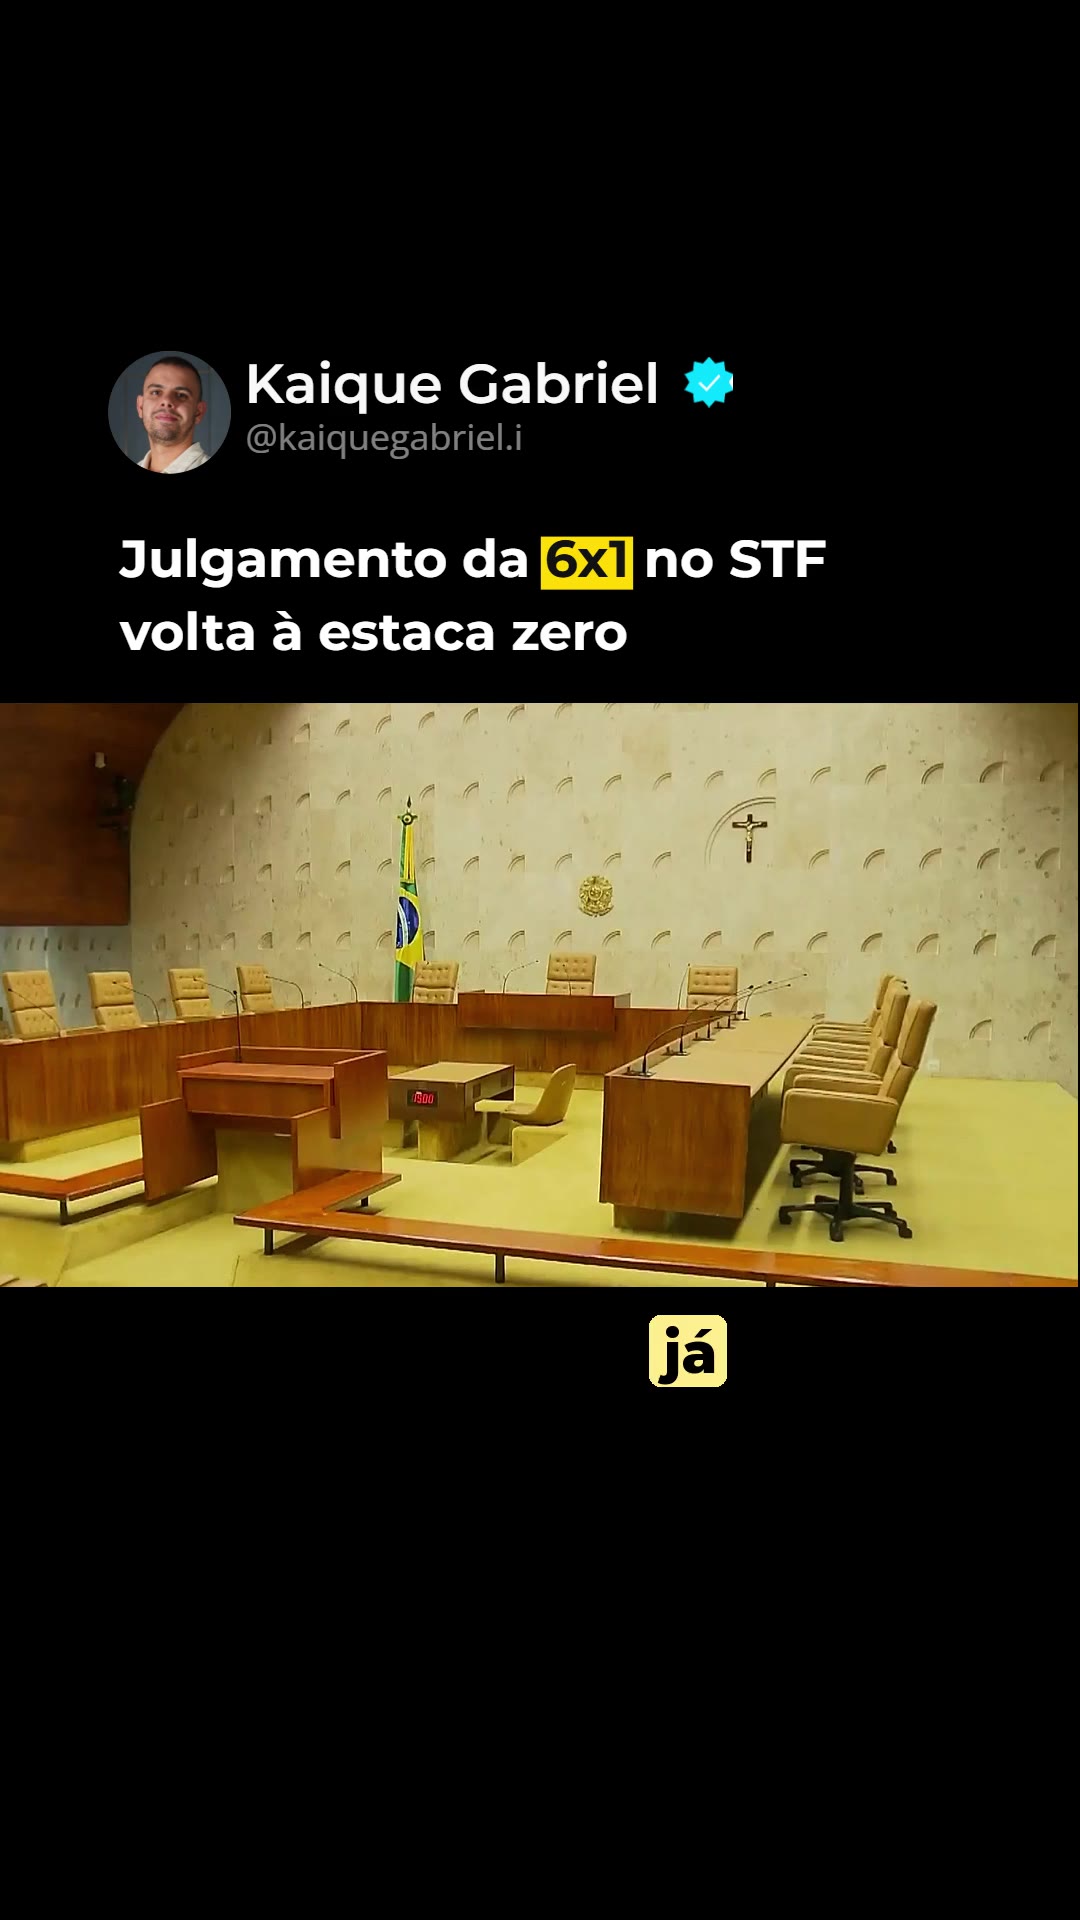 Kaique Gabriel
@kaiquegabriel.i
Julgamento da 6x1 no STF
volta à estaca zero
já